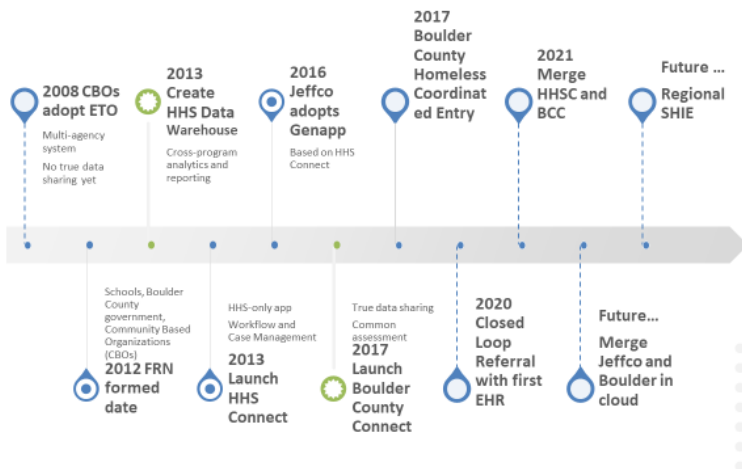 2008 CBOs
adopt ETO
Multi-agency
system
No true data
sharing yet
2013
Create
HHS Data
Warehouse
Cross-program
analytics and
reporting
2016
Jeffco
adopts
Genapp
Based on HHS
Connect
2017
Boulder
County
Homeless
Coordinat
ed Entry
2021
Merge
HHSC and
BCC
Future ...
Regional
SHIE
Schools, Boulder
County
government,
Community Based
Organizations
(CBOs)
2012 FRN
formed
date
HHS-only app
Workflow and
Case Management
2013
Launch
HHS
Connect
True data sharing
Common
assessment
2017
Launch
Boulder
County
Connect
2020
Closed
Loop
Referral
with first
EHR
Future...
Merge
Jeffco and
Boulder in
cloud